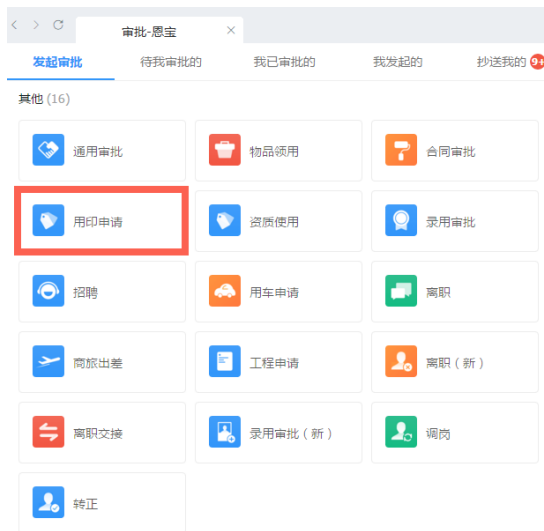 审批-恩宝
发起审批 待我审批的 我已审批的 我发起的 抄送我的 9+
其他 (16)
通用审批 物品领用 合同审批
用印申请 资质使用 录用审批
招聘 用车申请 离职
商旅出差 工程申请 离职（新）
离职交接 录用审批（新） 调岗
转正